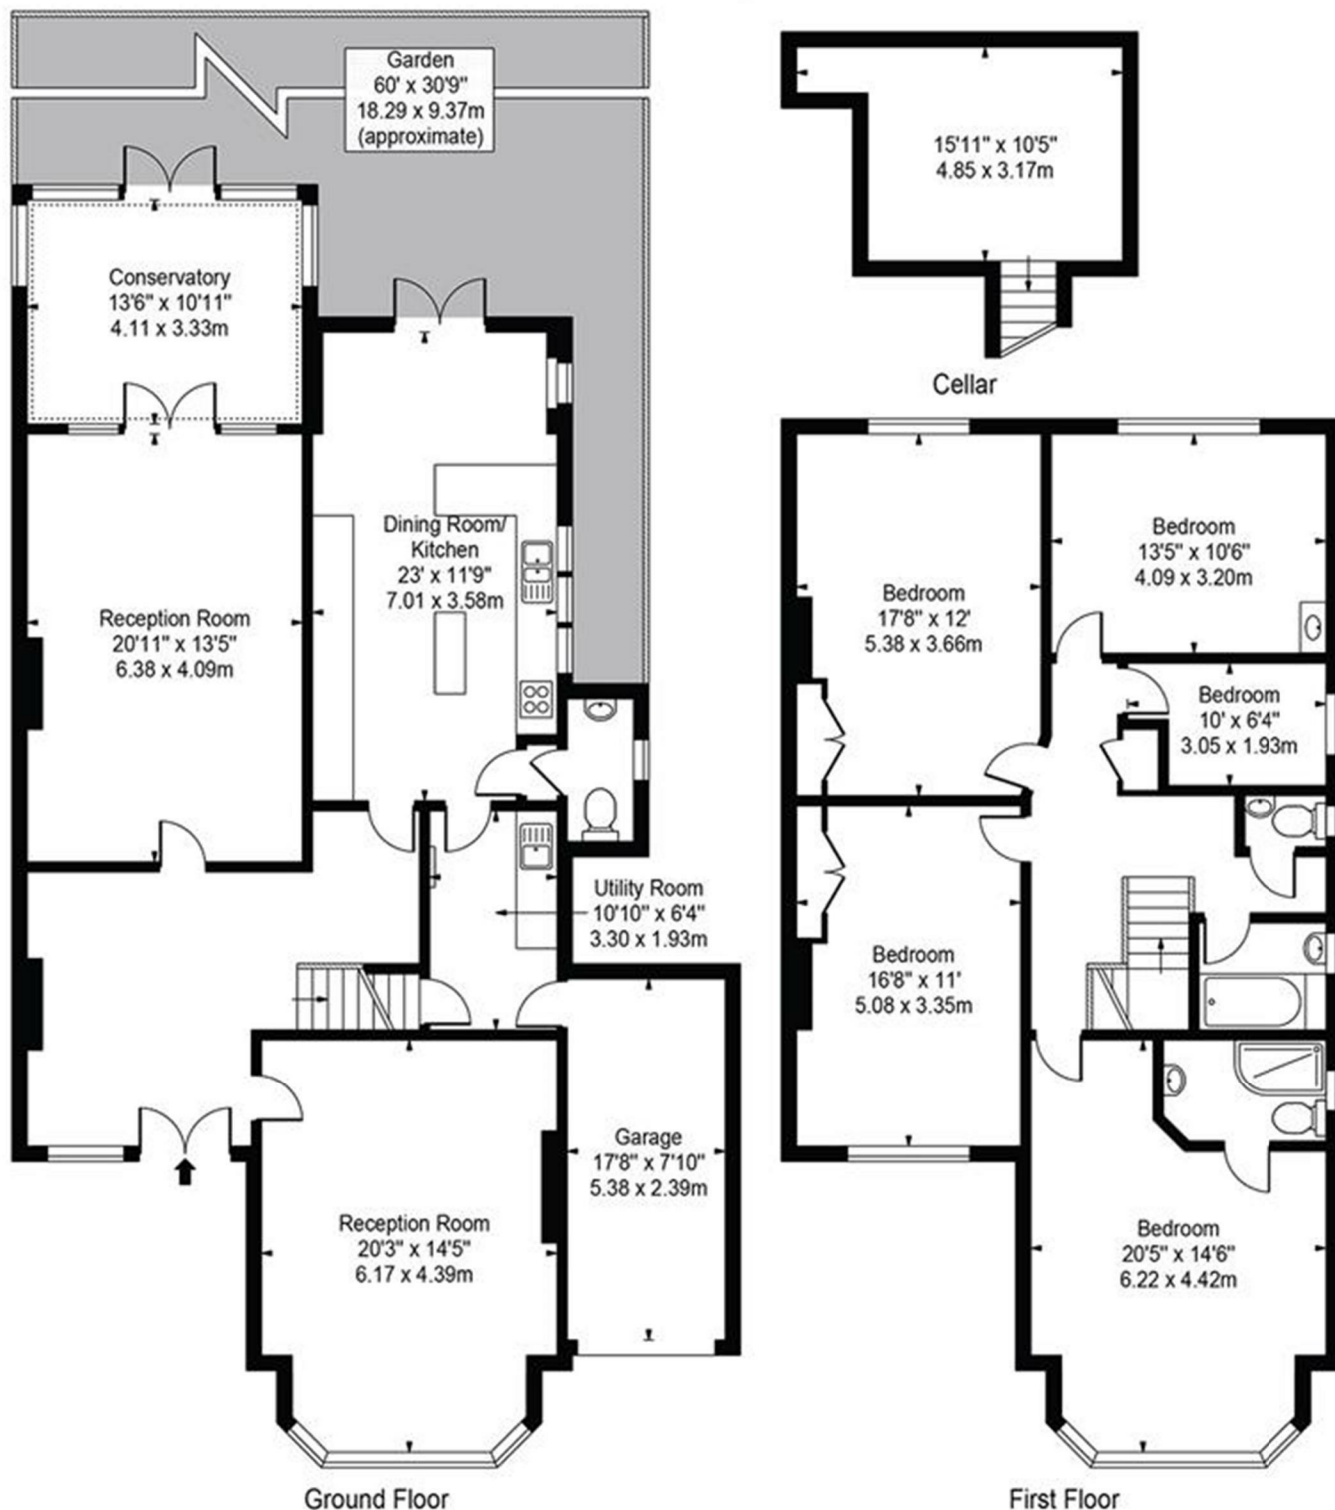 Garden
60' x 30'9"
18.29 x 9.37m
(approximate)
Conservatory
13'6" x 10'11"
4.11 x 3.33m
Dining Room/
Kitchen
23' x 11'9"
7.01 x 3.58m
Reception Room
20'11" x 13'5"
6.38 x 4.09m
Utility Room
10'10" x 6'4"
3.30 x 1.93m
Garage
17'8" x 7'10"
5.38 x 2.39m
Reception Room
20'3" x 14'5"
6.17 x 4.39m
Ground Floor
15'11" x 10'5"
4.85 x 3.17m
Cellar
Bedroom
13'5" x 10'6"
4.09 x 3.20m
Bedroom
17'8" x 12'
5.38 x 3.66m
Bedroom
10' x 6'4"
3.05 x 1.93m
Bedroom
16'8" x 11'
5.08 x 3.35m
Bedroom
20'5" x 14'6"
6.22 x 4.42m
First Floor